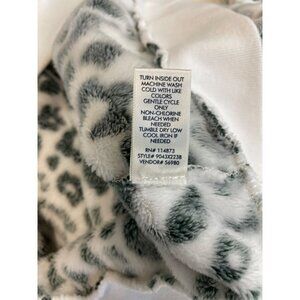 TURN INSIDE OUT
MACHINE WASH
COLD WITH LIKE
COLORS
GENTLE CYCLE
ONLY
NON-CHLORINE
BLEACH WHEN
NEEDED
TUMBLE DRY LOW
COOL IRON IF
NEEDED
RN# 114873
STYLE# 9043X2238
VENDOR# 56980